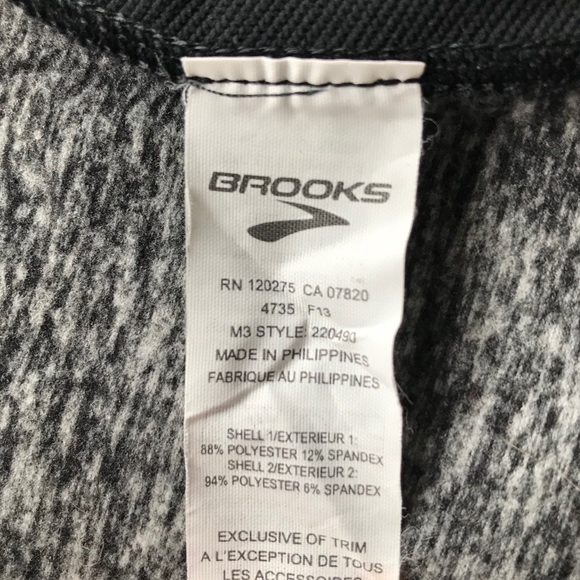 BROOKS
RN 120275 CA 07820
4735 F13
M3 STYLE: 220493
MADE IN PHILIPPINES
FABRIQUE AU PHILIPPINES
SHELL 1/EXTERIEUR 1:
88% POLYESTER 12% SPANDEX
SHELL 2/EXTERIEUR 2:
94% POLYESTER 6% SPANDEX
EXCLUSIVE OF TRIM
A L'EXCEPTION DE TOUS
LES ACCESSOIRES